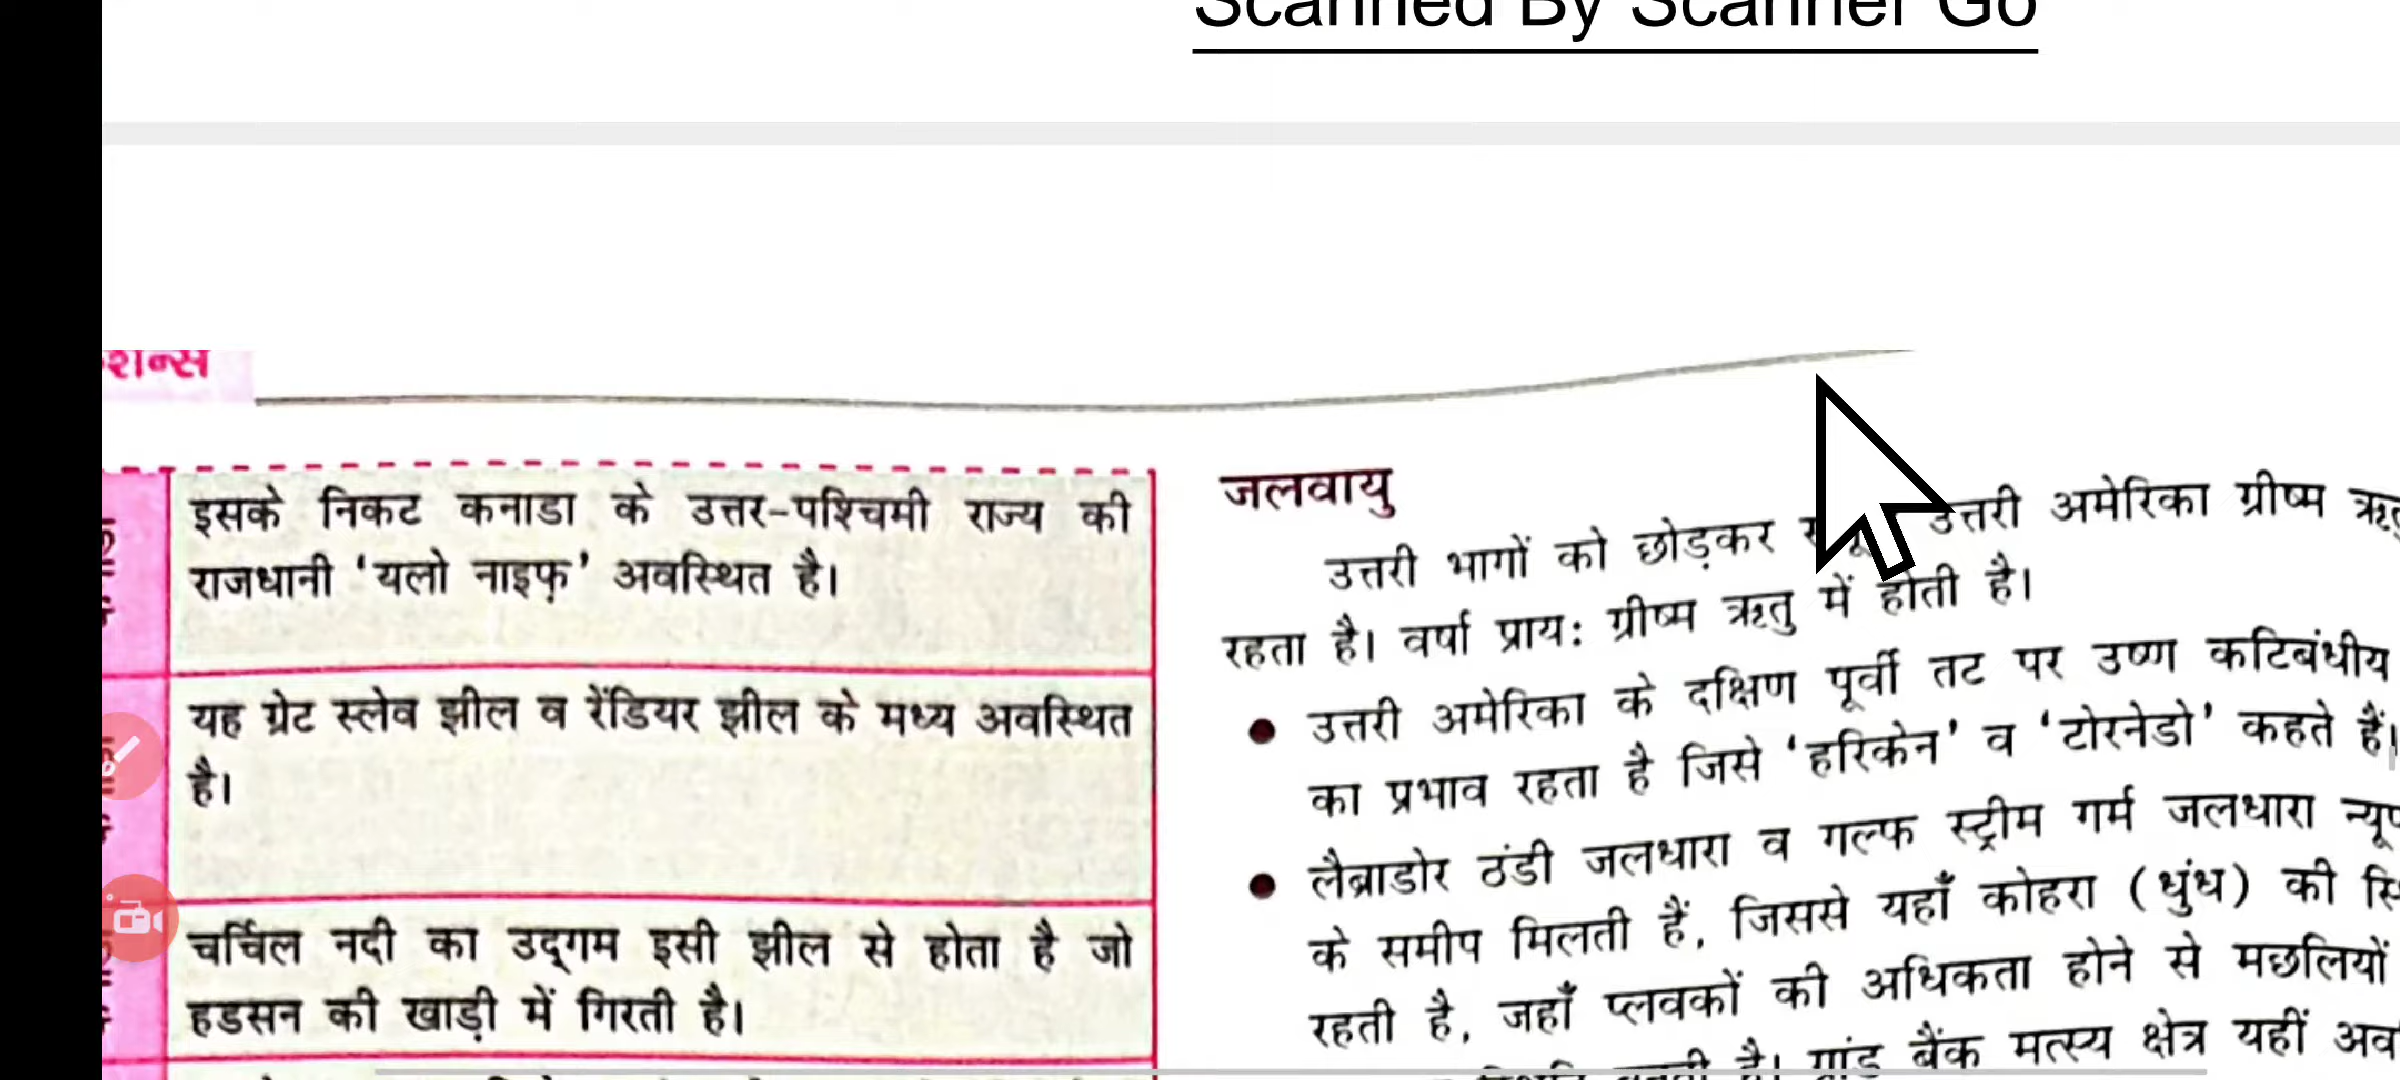 Scanned By Scanner Go
शन्स
इसके निकट कनाडा के उत्तर-पश्चिमी राज्य की
राजधानी ‘यलो नाइफ़’ अवस्थित है।
यह ग्रेट स्लेव झील व रेंडियर झील के मध्य अवस्थित
है।
चर्चिल नदी का उद्‌गम इसी झील से होता है जो
हडसन की खाड़ी में गिरती है।
जलवायु
उत्तरी भागों को छोड़कर उत्तरी अमेरिका ग्रीष्म
रहता है। वर्षा प्रायः ग्रीष्म ऋतु में होती है।
उत्तरी अमेरिका के दक्षिण पूर्वी तट पर उष्ण कटिबंधीय
का प्रभाव रहता है जिसे ‘हरिकेन’ व ‘टोरनेडो’ कहते हैं।
लैब्राडोर ठंडी जलधारा व गल्फ स्ट्रीम गर्म जलधारा
के समीप मिलती हैं, जिससे यहाँ कोहरा (धुंध) की
रहती है, जहाँ प्लवकों की अधिकता होने से मछलियों
है। ग्रांड बैंक मत्स्य क्षेत्र यहीं